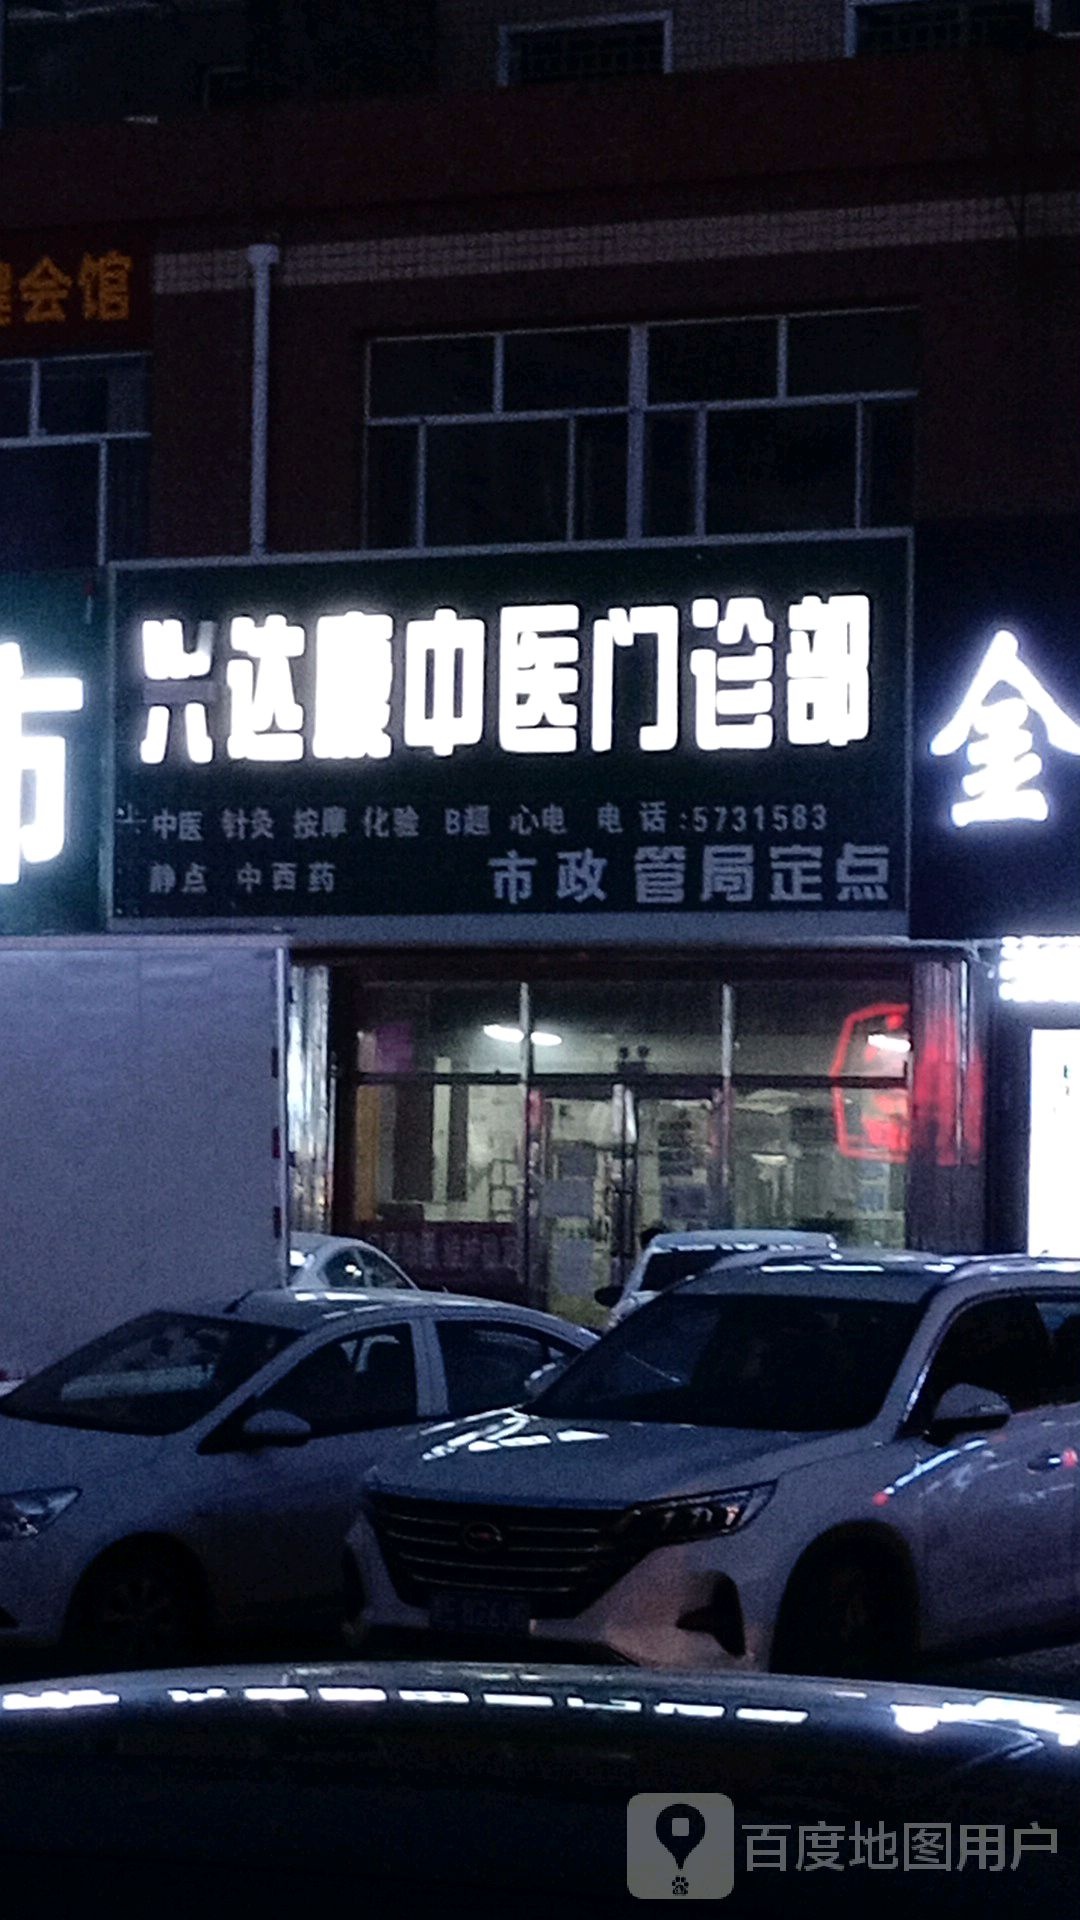 会馆
市
兴达康中医门诊部
金
中医 针灸 按摩 化验 B超 心电 电话:5731583
静点 中西药
市政管局定点
百度地图用户